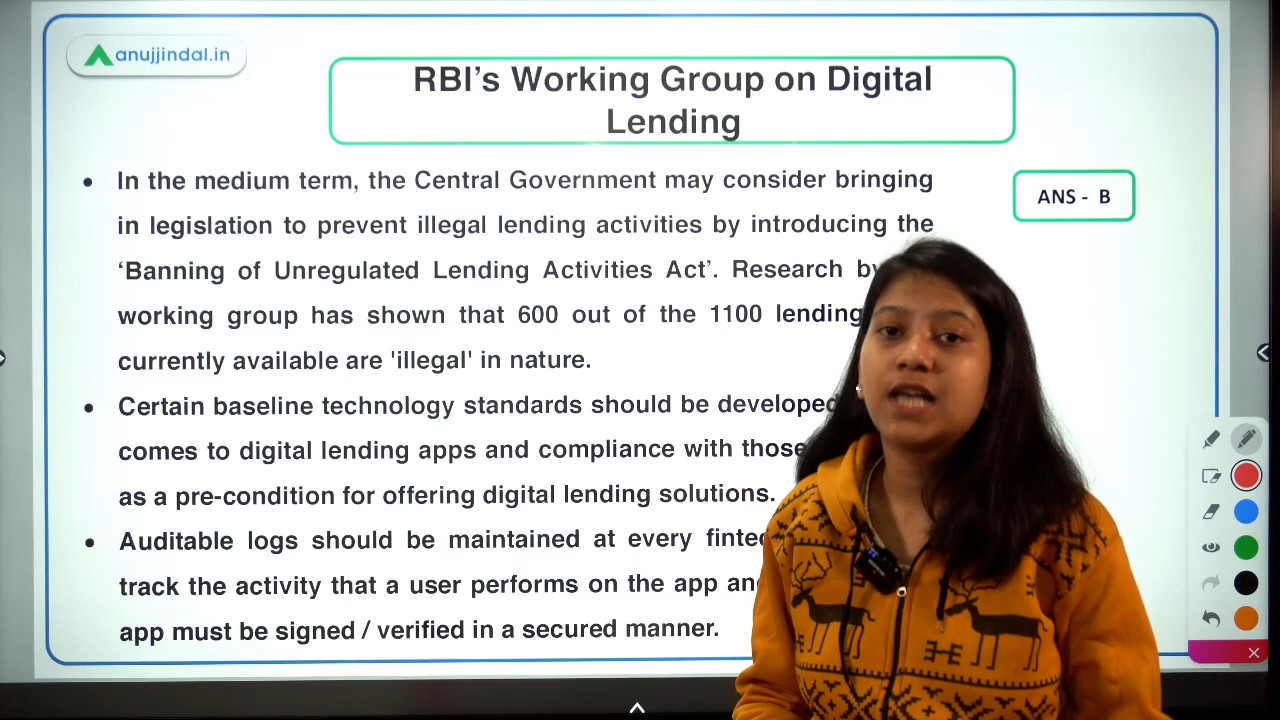 anujjindal.in
RBI’s Working Group on Digital
Lending
ANS - B
• In the medium term, the Central Government may consider bringing
in legislation to prevent illegal lending activities by introducing the
‘Banning of Unregulated Lending Activities Act’. Research by
working group has shown that 600 out of the 1100 lending
currently available are 'illegal' in nature.
• Certain baseline technology standards should be developed
comes to digital lending apps and compliance with those
as a pre-condition for offering digital lending solutions.
• Auditable logs should be maintained at every
track the activity that a user performs on the app
app must be signed / verified in a secured manner.